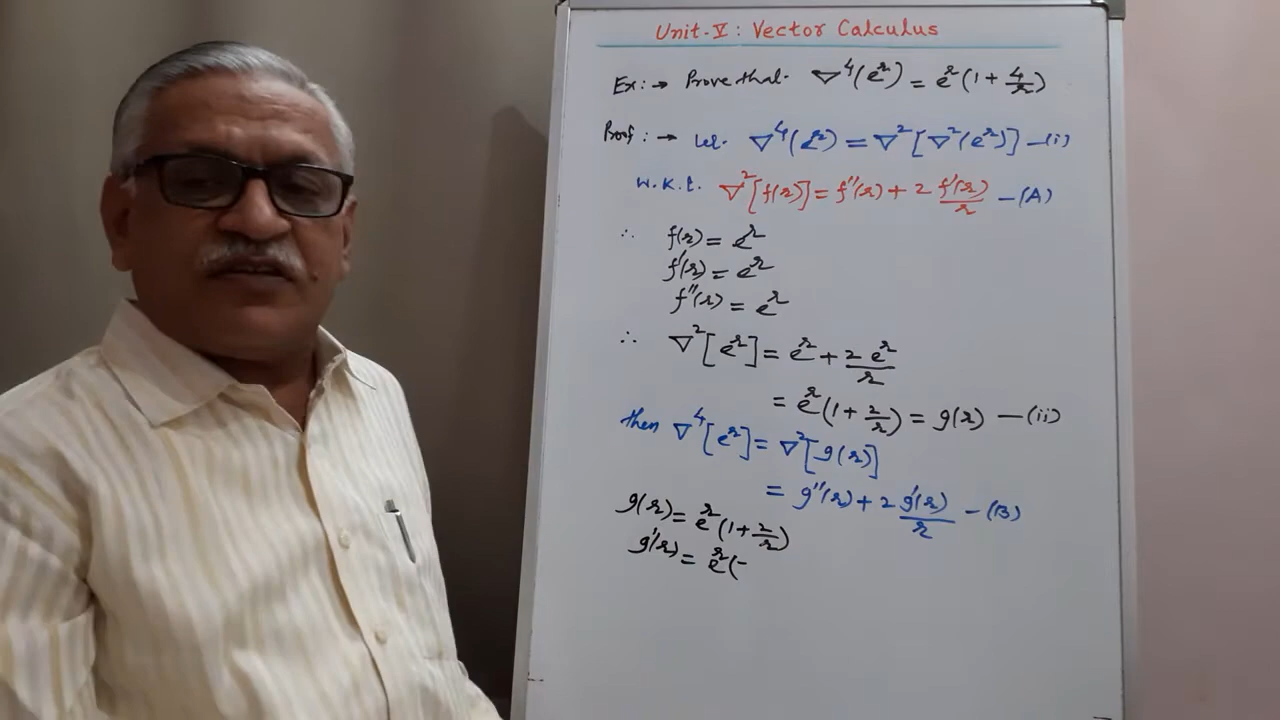 Unit-V : Vector Calculus
Ex:→ Prove that ∇⁴(eʳ) = eʳ(1 + 4/r)
Proof :→ Let ∇⁴(eʳ) = ∇²[∇²(eʳ)] —(i)
W.K.t. ∇²[f(r)] = f''(r) + 2 f'(r)/r —(A)
∴ f(r) = eʳ
f'(r) = eʳ
f''(r) = eʳ
∴ ∇²[eʳ] = eʳ + 2 eʳ/r
= eʳ(1 + 2/r) = g(r) —(ii)
then ∇⁴[eʳ] = ∇²[g(r)]
= g''(r) + 2 g'(r)/r —(B)
g(r) = eʳ(1 + 2/r)
g'(r) = eʳ(-